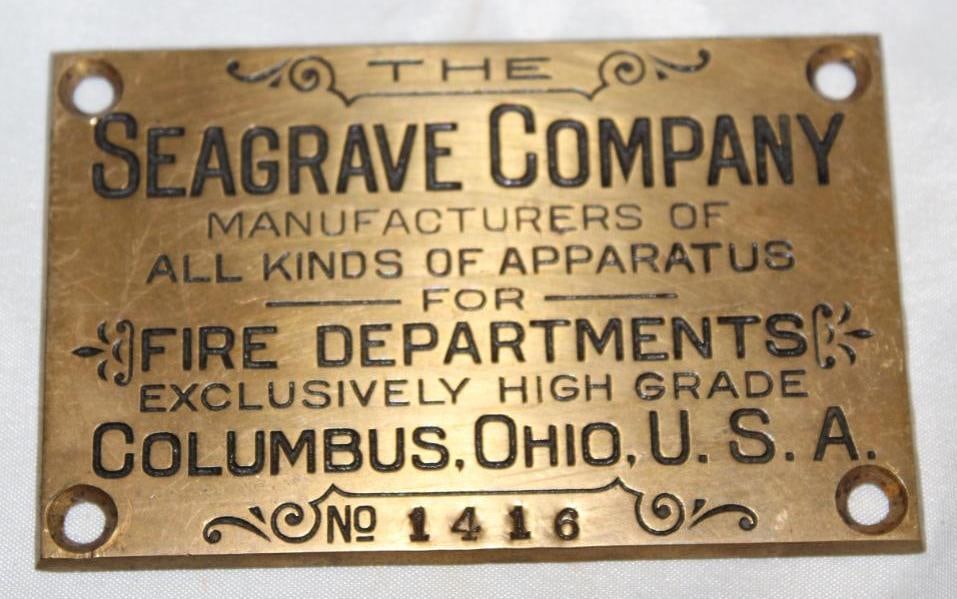 THE
SEAGRAVE COMPANY
MANUFACTURERS OF
ALL KINDS OF APPARATUS
FOR
FIRE DEPARTMENTS
EXCLUSIVELY HIGH GRADE
COLUMBUS, OHIO, U. S. A.
NO 1416